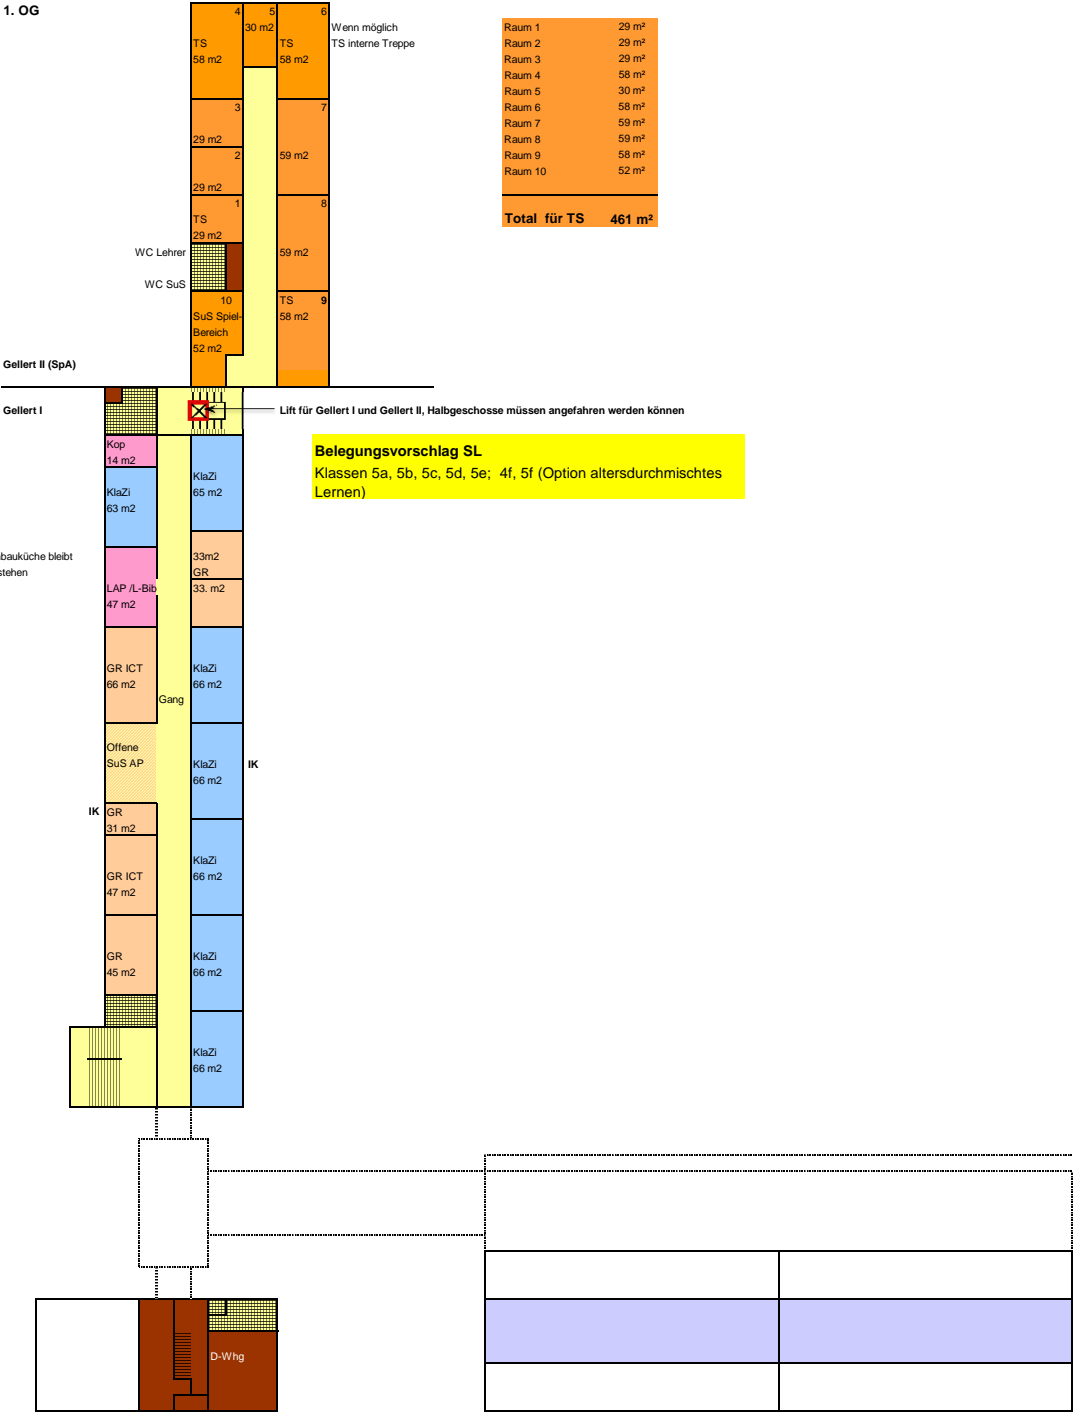 1. OG
4
5
6
30 m2
Wenn möglich
TS
TS
TS interne Treppe
58 m2
58 m2
3
7
29 m2
2
59 m2
29 m2
1
8
TS
29 m2
WC Lehrer
59 m2
WC SuS
10
TS
9
SuS Spiel-
58 m2
Bereich
52 m2
Raum 1 29 m²
Raum 2 29 m²
Raum 3 29 m²
Raum 4 58 m²
Raum 5 30 m²
Raum 6 58 m²
Raum 7 59 m²
Raum 8 59 m²
Raum 9 58 m²
Raum 10 52 m²
Total für TS 461 m²
Gellert II (SpA)
Gellert I
Lift für Gellert I und Gellert II, Halbgeschosse müssen angefahren werden können
Belegungsvorschlag SL
Klassen 5a, 5b, 5c, 5d, 5e; 4f, 5f (Option altersdurchmischtes
Lernen)
Kop
14 m2
KlaZi
65 m2
KlaZi
63 m2
bauküche bleibt
stehen
33m2
GR
33. m2
LAP /L-Bib
47 m2
GR ICT
66 m2
KlaZi
66 m2
Gang
Offene
SuS AP
KlaZi
66 m2
IK
IK
GR
31 m2
KlaZi
66 m2
GR ICT
47 m2
GR
45 m2
KlaZi
66 m2
KlaZi
66 m2
D-Whg